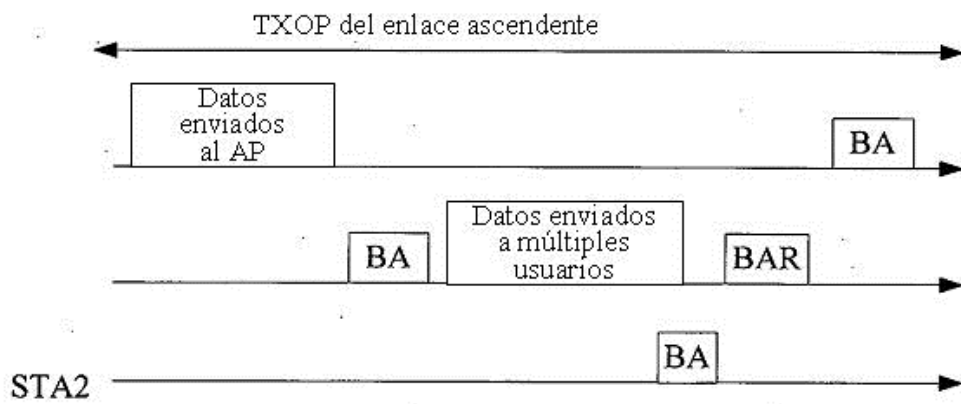 TXOP del enlace ascendente
Datos
enviados
al AP
BA
BA
Datos enviados
a múltiples
usuarios
BAR
BA
STA2